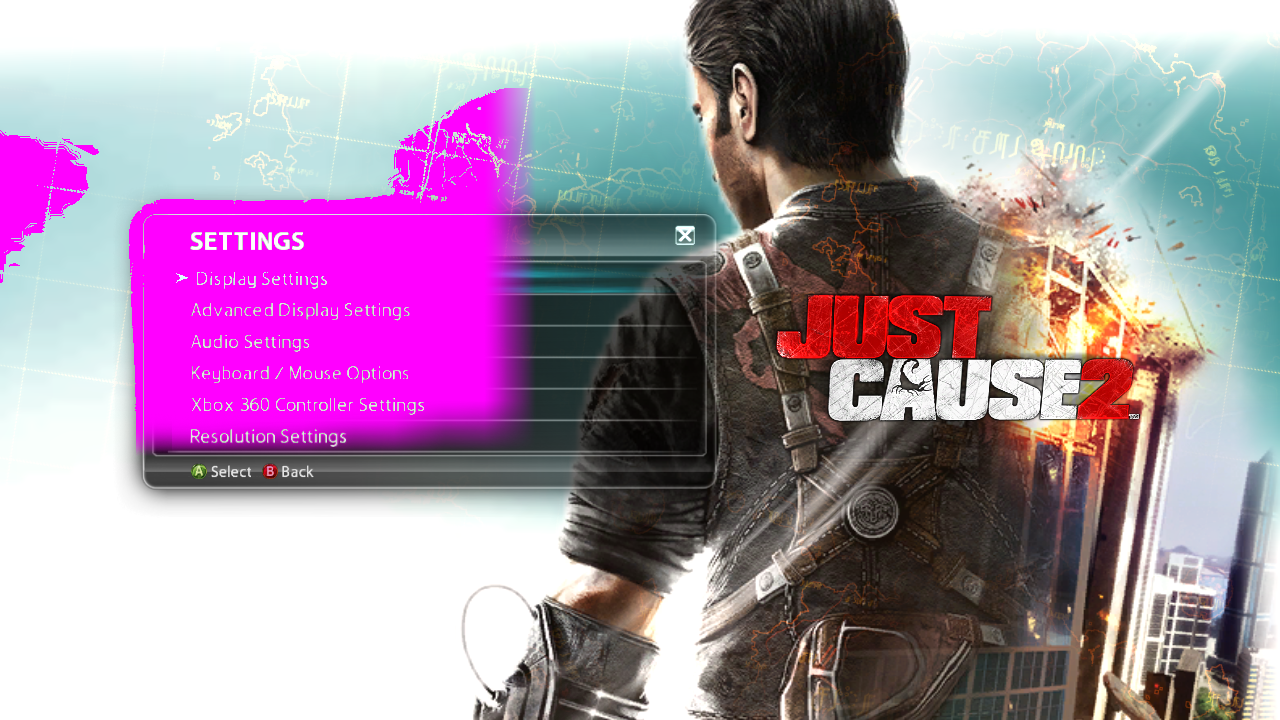 SETTINGS
Display Settings
Advanced Display Settings
Audio Settings
Keyboard / Mouse Options
Xbox 360 Controller Settings
Resolution Settings
A Select B Back
JUST
CAUSE 2™